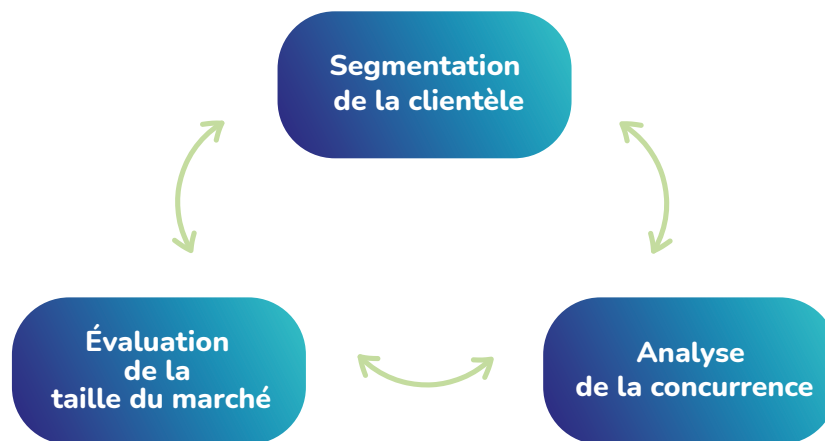 Segmentation
de la clientèle
Évaluation
de la
taille du marché
Analyse
de la concurrence